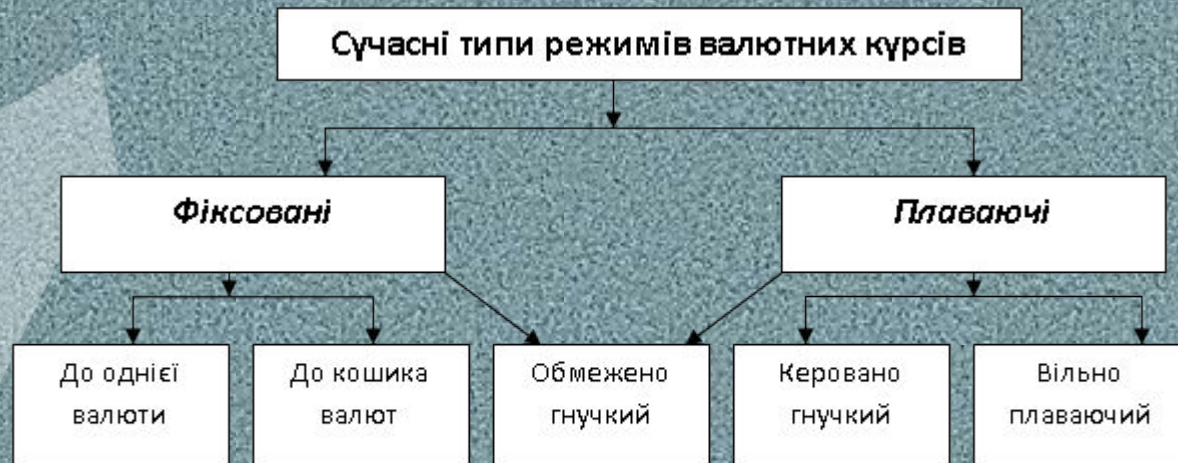 Сучасні типи режимів валютних курсів
Фіксовані
Плаваючі
До однієї
валюти
До кошика
валют
Обмежено
гнучкий
Керовано
гнучкий
Вільно
плаваючий